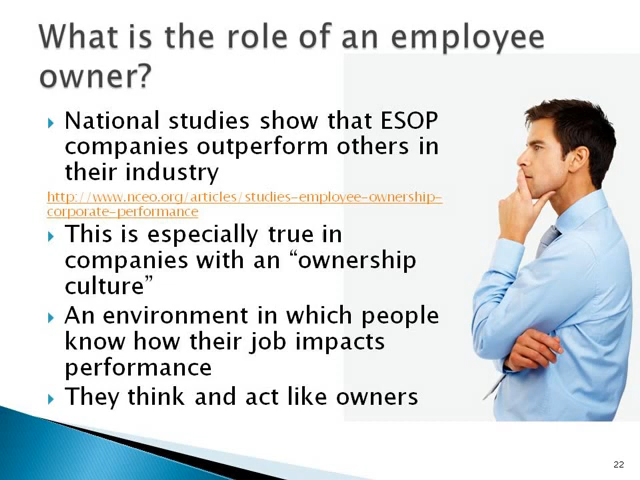 What is the role of an employee
owner?
National studies show that ESOP
companies outperform others in
their industry
http://www.nceo.org/articles/studies-employee-ownership-
corporate-performance
This is especially true in
companies with an “ownership
culture”
An environment in which people
know how their job impacts
performance
They think and act like owners
22